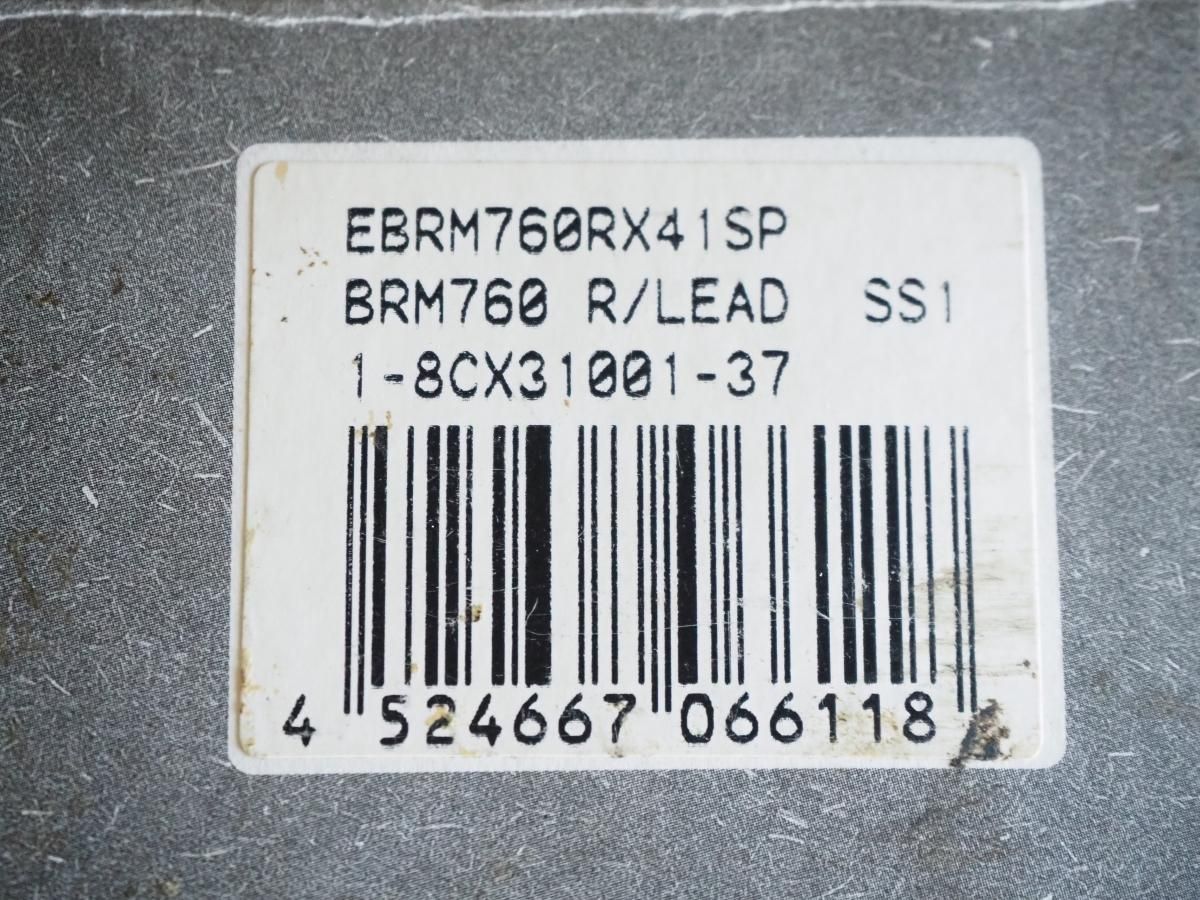 EBRM760RX41SP
BRM760 R/LEAD SS1
1-8CX31001-37
4 524667 066118